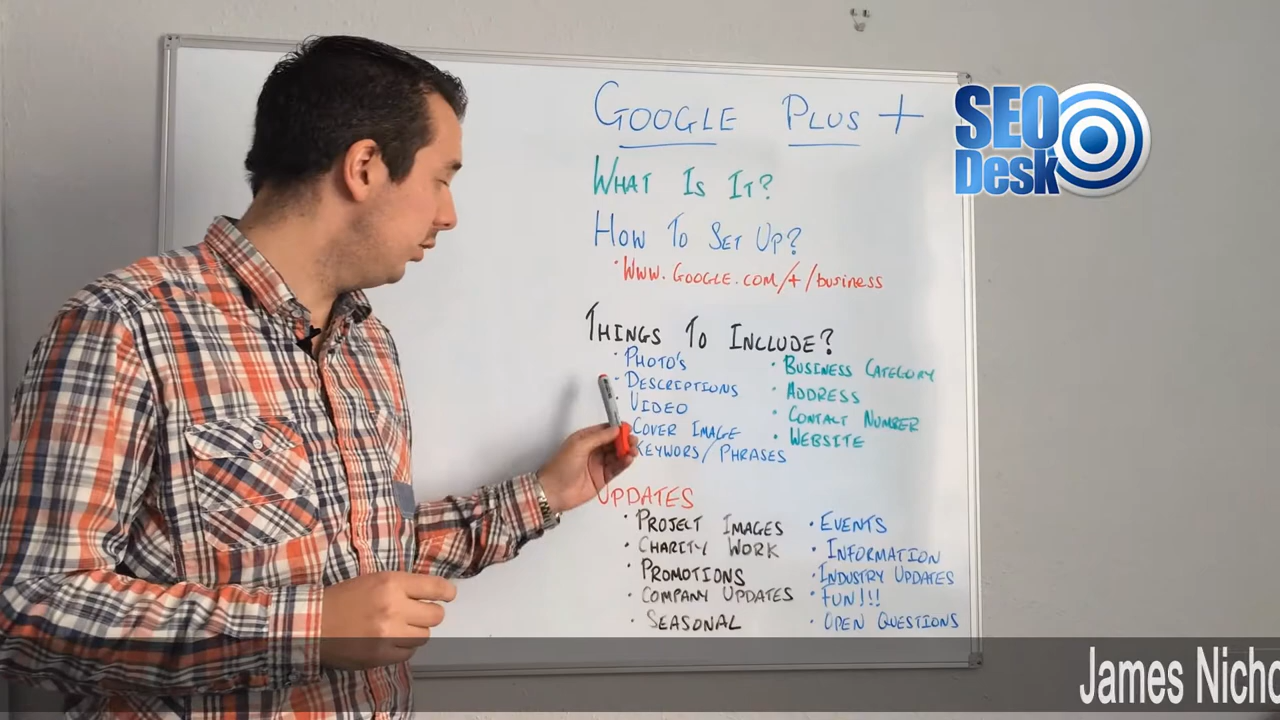 GOOGLE PLUS +
WHAT IS IT?
HOW TO SET UP?
• WWW.GOOGLE.COM/+/business
THINGS TO INCLUDE?
• PHOTO'S
• DESCRIPTIONS
• VIDEO
COVER IMAGE
KEYWORS/PHRASES
• BUSINESS CATEGORY
• ADDRESS
• CONTACT NUMBER
• WEBSITE
UPDATES
• PROJECT IMAGES
• CHARITY WORK
• PROMOTIONS
• COMPANY UPDATES
• SEASONAL
• EVENTS
• INFORMATION
• INDUSTRY UPDATES
• FUN!!!
• OPEN QUESTIONS
SEO
Desk
James Nicho